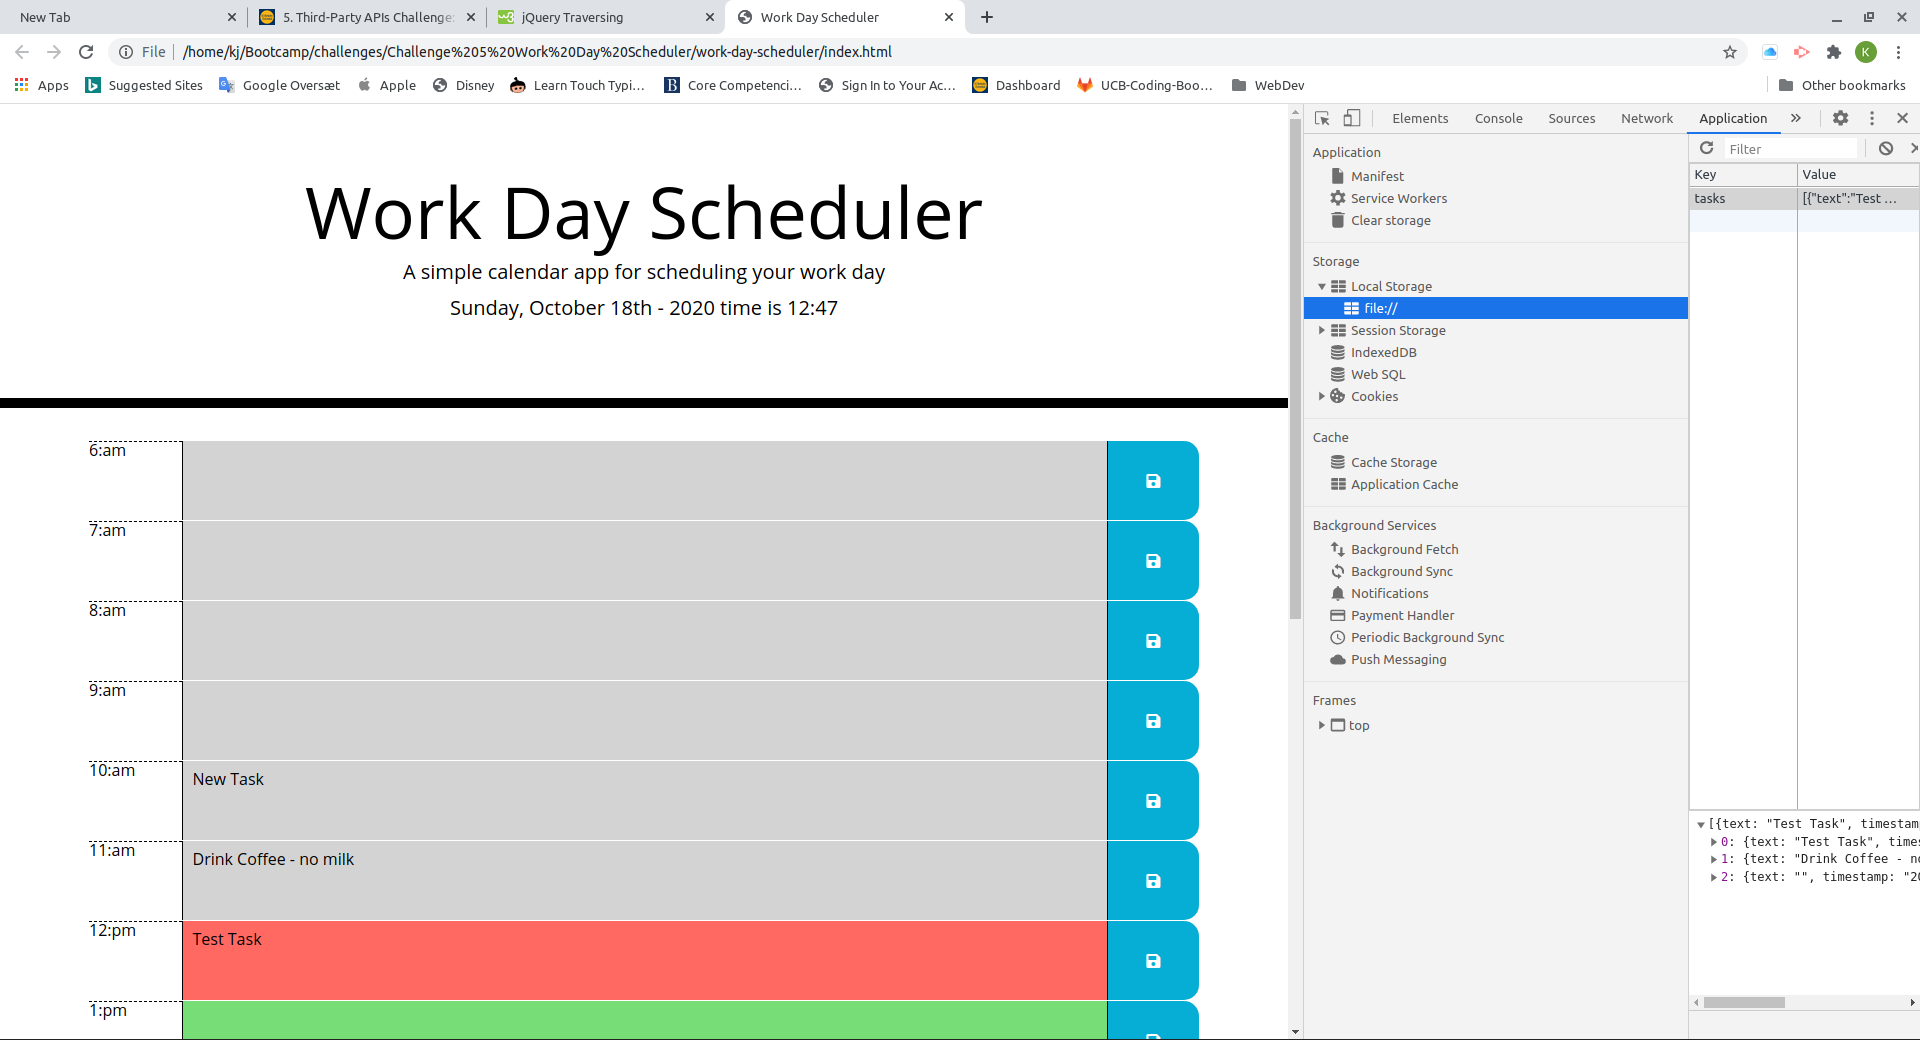 New Tab
5. Third-Party APIs Challenge:
jQuery Traversing
Work Day Scheduler
File
/home/kj/Bootcamp/challenges/Challenge%205%20Work%20Day%20Scheduler/work-day-scheduler/index.html
K
Apps
Suggested Sites
Google Oversæt
Apple
Disney
Learn Touch Typi...
Core Competenci...
Sign In to Your Ac...
Dashboard
UCB-Coding-Boo...
WebDev
Other bookmarks
Work Day Scheduler
A simple calendar app for scheduling your work day
Sunday, October 18th - 2020 time is 12:47
6:am
7:am
8:am
9:am
10:am
New Task
11:am
Drink Coffee - no milk
12:pm
Test Task
1:pm
Elements
Console
Sources
Network
Application
Application
Manifest
Service Workers
Clear storage
Storage
Local Storage
file://
Session Storage
IndexedDB
Web SQL
Cookies
Cache
Cache Storage
Application Cache
Background Services
Background Fetch
Background Sync
Notifications
Payment Handler
Periodic Background Sync
Push Messaging
Frames
top
Filter
Key Value
tasks [{"text":"Test ...
[{text: "Test Task", timestam
0: {text: "Test Task", times
1: {text: "Drink Coffee - no
2: {text: "", timestamp: "20